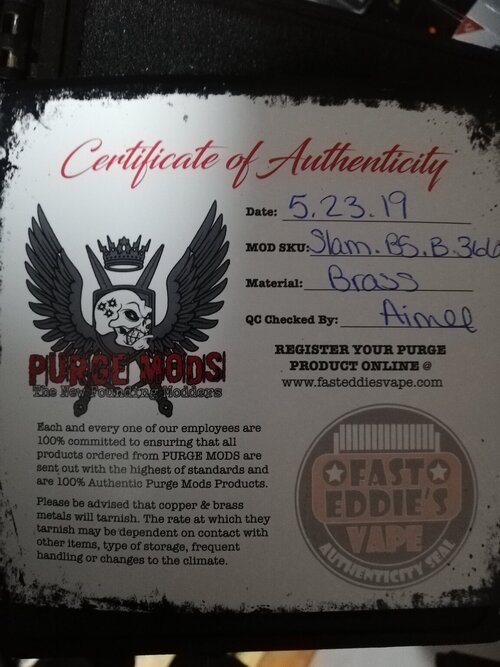 Certificate of Authenticity
Date: 5.23.19
MOD SKU: Slam.BS.B.
Material: Brass
QC Checked By: Aimee
REGISTER YOUR PURGE
PRODUCT ONLINE @
www.fasteddiesvape.com
PURGE MODS
The New Founding Modders
Each and every one of our employees are
100% committed to ensuring that all
products ordered from PURGE MODS are
sent out with the highest of standards and
are 100% Authentic Purge Mods Products.
Please be advised that copper & brass
metals will tarnish. The rate at which they
tarnish may be dependent on contact with
other items, type of storage, frequent
handling or changes to the climate.
FAST
EDDIE'S
VAPE
AUTHENTICITY SEAL